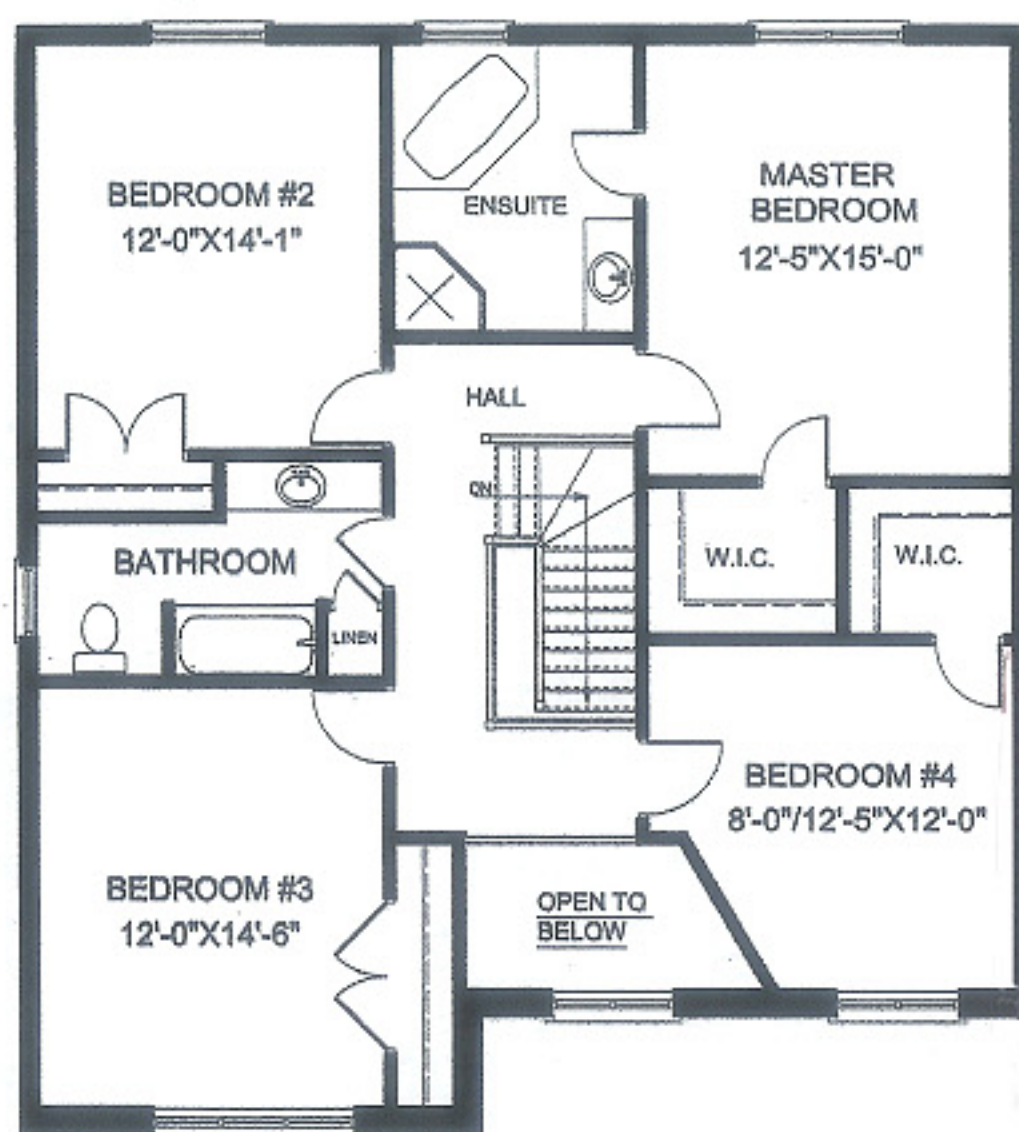 BEDROOM #2
12'-0"X14'-1"
ENSUITE
MASTER
BEDROOM
12'-5"X15'-0"
HALL
DN
BATHROOM
LINEN
W.I.C.
W.I.C.
BEDROOM #4
8'-0"/12'-5"X12'-0"
BEDROOM #3
12'-0"X14'-6"
OPEN TO
BELOW